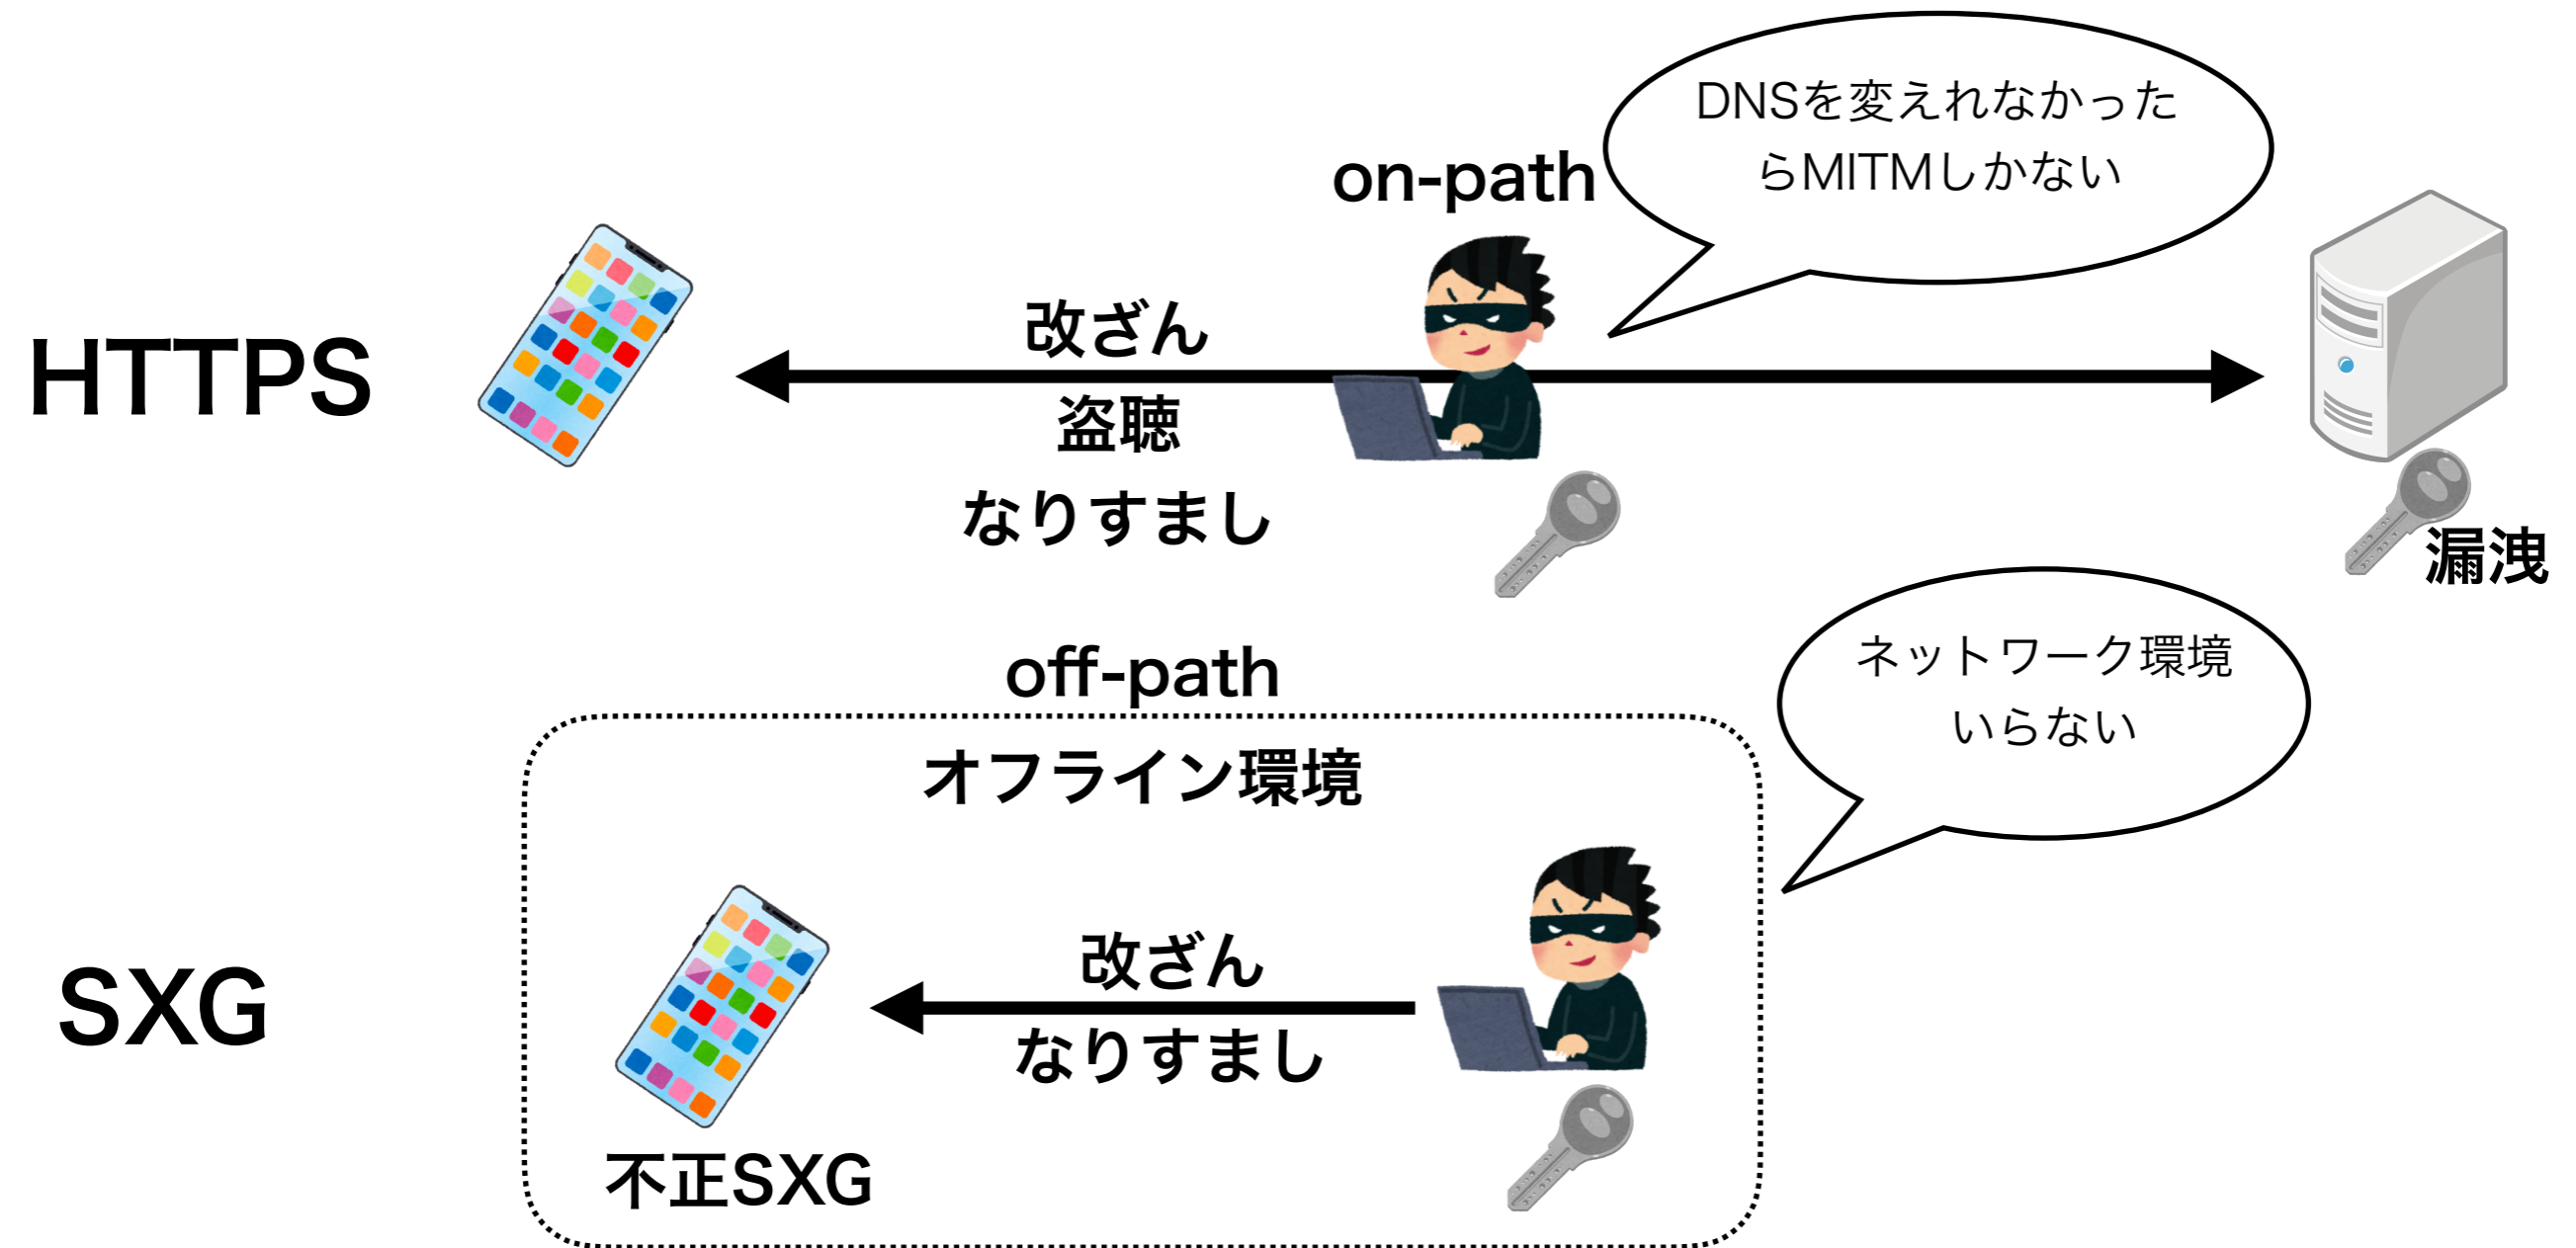 DNSを変えれなかった
らMITMしかない
on-path
HTTPS
改ざん
盗聴
なりすまし
漏洩
off-path
ネットワーク環境
いらない
オフライン環境
SXG
改ざん
なりすまし
不正SXG